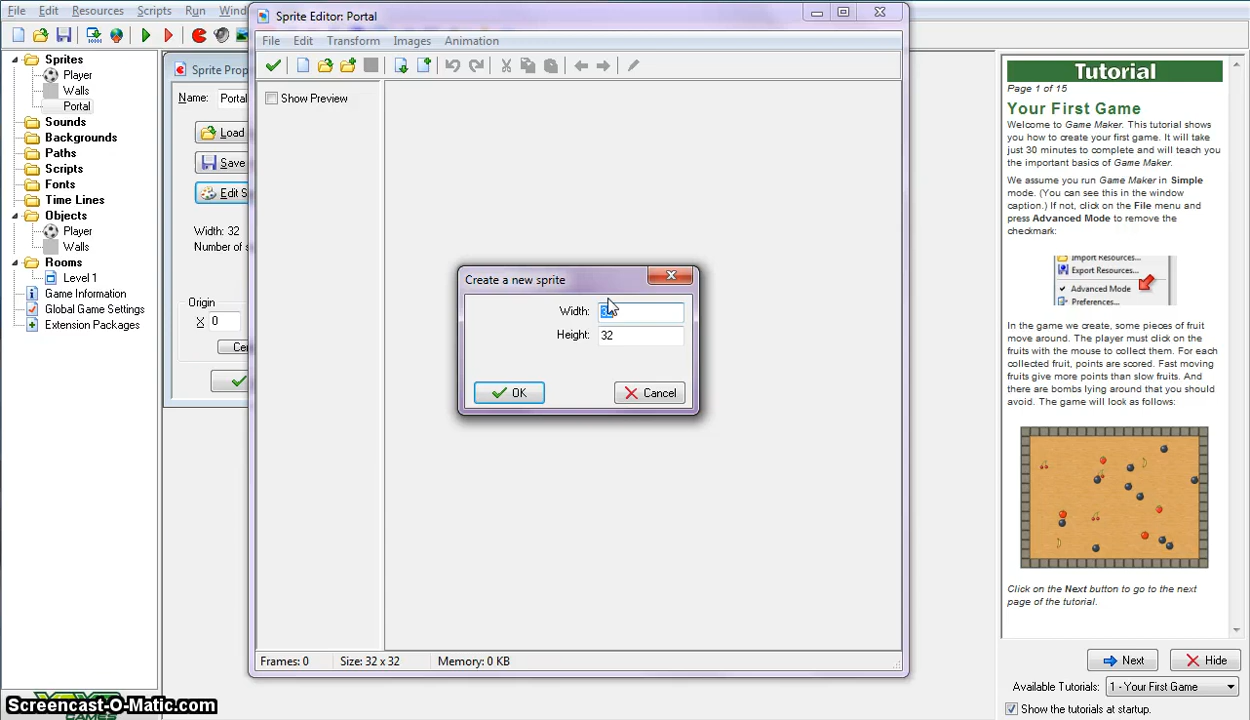 File Edit Resources Scripts Run Wind
Sprites
Player
Walls
Portal
Sounds
Backgrounds
Paths
Scripts
Fonts
Time Lines
Objects
Player
Walls
Rooms
Level 1
Game Information
Global Game Settings
Extension Packages
Sprite Prop
Name: Portal
Load
Save
Edit S
Width: 32
Number of s
Origin
X 0
Cen
Sprite Editor: Portal
File Edit Transform Images Animation
Show Preview
Create a new sprite
Width:
Height: 32
OK Cancel
Frames: 0 Size: 32 x 32 Memory: 0 KB
Tutorial
Page 1 of 15
Your First Game
Welcome to Game Maker. This tutorial shows
you how to create your first game. It will take
just 30 minutes to complete and will teach you
the important basics of Game Maker.
We assume you run Game Maker in Simple
mode. (You can see this in the window
caption.) If not, click on the File menu and
press Advanced Mode to remove the
checkmark:
Import Resources...
Export Resources...
Advanced Mode
Preferences...
In the game we create, some pieces of fruit
move around. The player must click on the
fruits with the mouse to collect them. For each
collected fruit, points are scored. Fast moving
fruits give more points than slow fruits. And
there are bombs lying around that you should
avoid. The game will look as follows:
Click on the Next button to go to the next
page of the tutorial.
Next Hide
Available Tutorials: 1 - Your First Game
Show the tutorials at startup.
Screencast-O-Matic.com